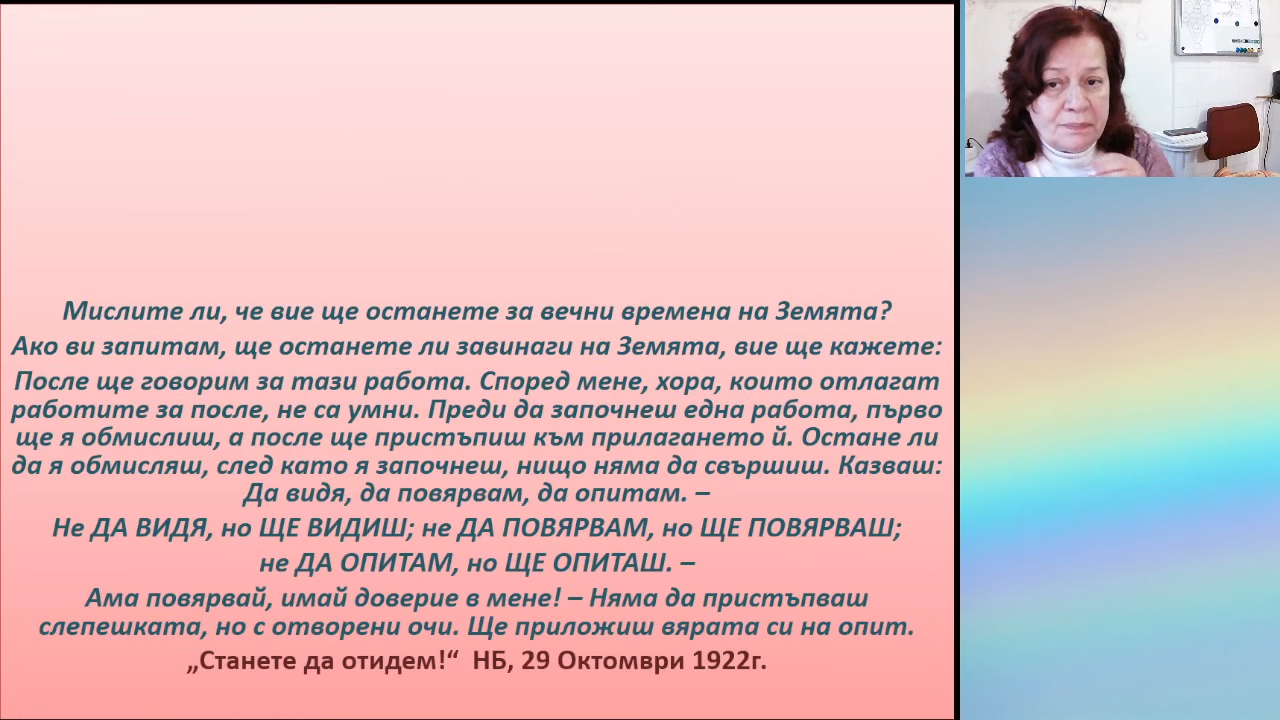 Мислите ли, че вие ще останете за вечни времена на Земята?
Ако ви запитам, ще останете ли завинаги на Земята, вие ще кажете:
После ще говорим за тази работа. Според мене, хора, които отлагат
работите за после, не са умни. Преди да започнеш една работа, първо
ще я обмислиш, а после ще пристъпиш към прилагането й. Остане ли
да я обмисляш, след като я започнеш, нищо няма да свършиш. Казваш:
Да видя, да повярвам, да опитам. –
Не ДА ВИДЯ, но ЩЕ ВИДИШ; не ДА ПОВЯРВАМ, но ЩЕ ПОВЯРВАШ;
не ДА ОПИТАМ, но ЩЕ ОПИТАШ. –
Ама повярвай, имай доверие в мене! – Няма да пристъпваш
слепешката, но с отворени очи. Ще приложиш вярата си на опит.
„Станете да отидем!“ НБ, 29 Октомври 1922г.